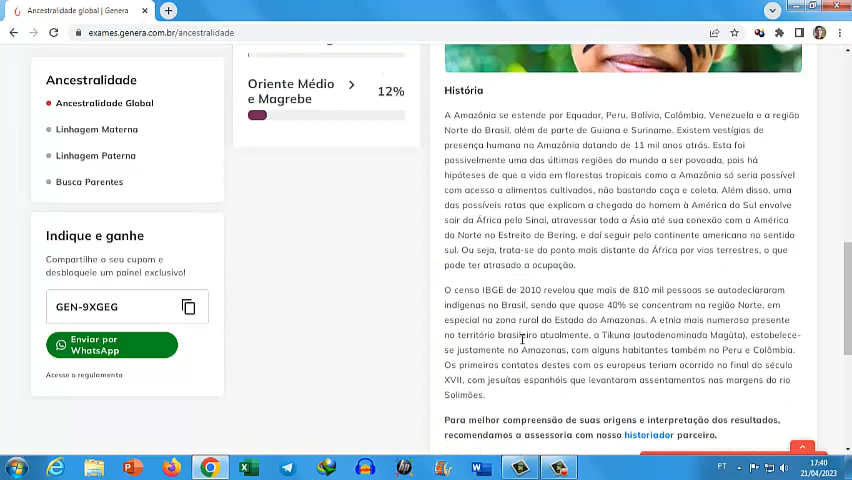 Ancestralidade global | Genera
exames.genera.com.br/ancestralidade
Ancestralidade
Ancestralidade Global
Linhagem Materna
Linhagem Paterna
Busca Parentes
Indique e ganhe
Compartilhe o seu cupom e
desbloqueie um painel exclusivo!
GEN-9XGEG
Enviar por
WhatsApp
Acesse o regulamento
Oriente Médio
e Magrebe
12%
História
A Amazônia se estende por Equador, Peru, Bolívia, Colômbia, Venezuela e a região
Norte do Brasil, além de parte de Guiana e Suriname. Existem vestígios de
presença humana na Amazônia datando de 11 mil anos atrás. Esta foi
possivelmente uma das últimas regiões do mundo a ser povoada, pois há
hipóteses de que a vida em florestas tropicais como a Amazônia só seria possível
com acesso a alimentos cultivados, não bastando caça e coleta. Além disso, uma
das possíveis rotas que explicam a chegada do homem à América do Sul envolve
sair da África pelo Sinai, atravessar toda a Ásia até sua conexão com a América
do Norte no Estreito de Bering, e daí seguir pelo continente americano no sentido
sul. Ou seja, trata-se do ponto mais distante da África por vias terrestres, o que
pode ter atrasado a ocupação.
O censo IBGE de 2010 revelou que mais de 810 mil pessoas se autodeclararam
indígenas no Brasil, sendo que quase 40% se concentram na região Norte, em
especial na zona rural do Estado do Amazonas. A etnia mais numerosa presente
no território brasileiro atualmente, a Tikuna (autodenominada Magüta), estabelece-
se justamente no Amazonas, com alguns habitantes também no Peru e Colômbia.
Os primeiros contatos destes com os europeus teriam ocorrido no final do século
XVII, com jesuítas espanhóis que levantaram assentamentos nas margens do rio
Solimões.
Para melhor compreensão de suas origens e interpretação dos resultados,
recomendamos a assessoria com nosso historiador parceiro.
PT
17:40
21/04/2023